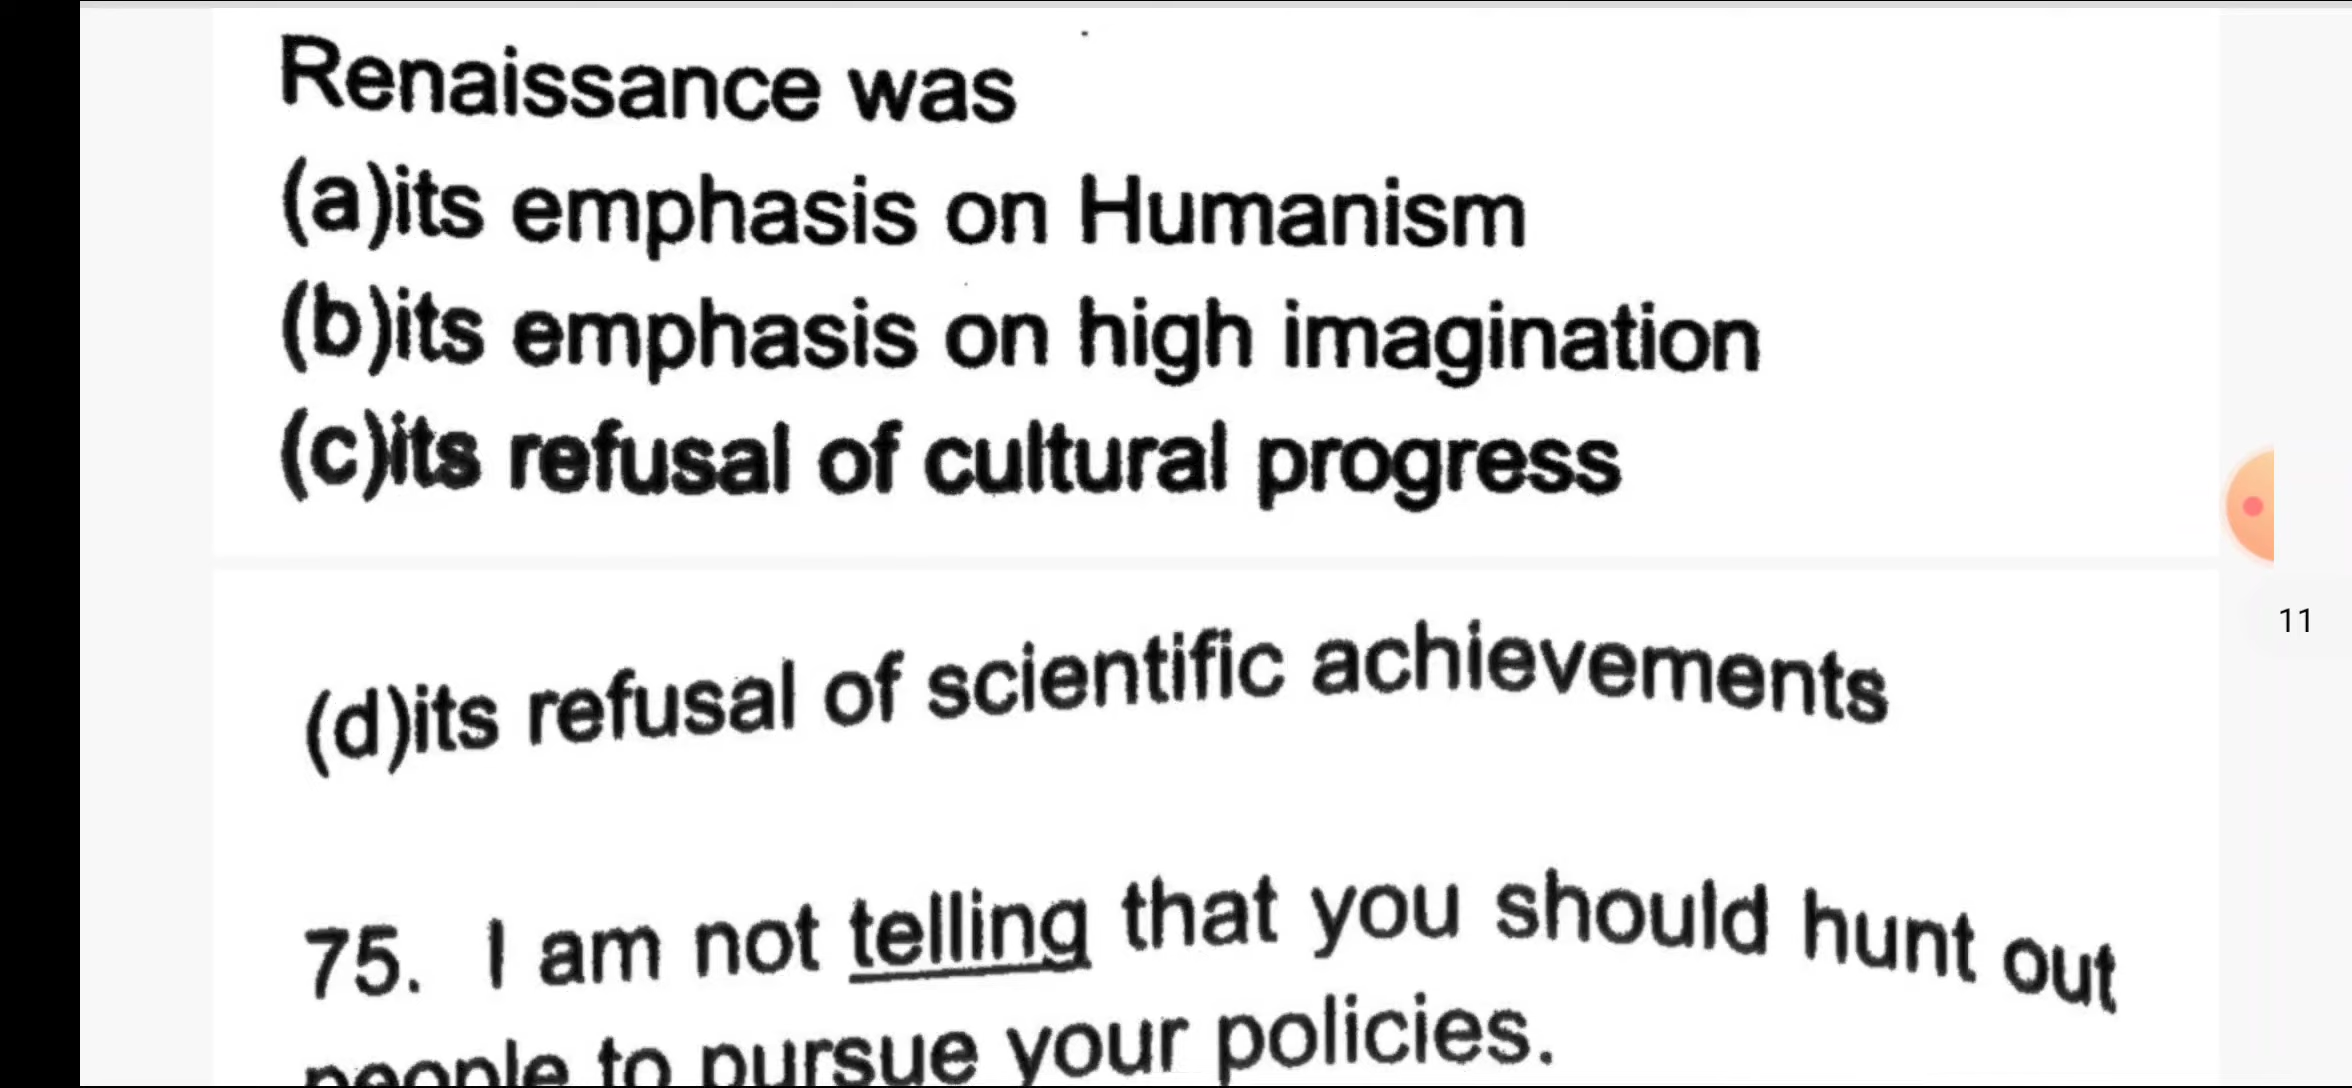 Renaissance was
(a)its emphasis on Humanism
(b)its emphasis on high imagination
(c)its refusal of cultural progress
(d)its refusal of scientific achievements
11
75. I am not telling that you should hunt out
people to pursue your policies.